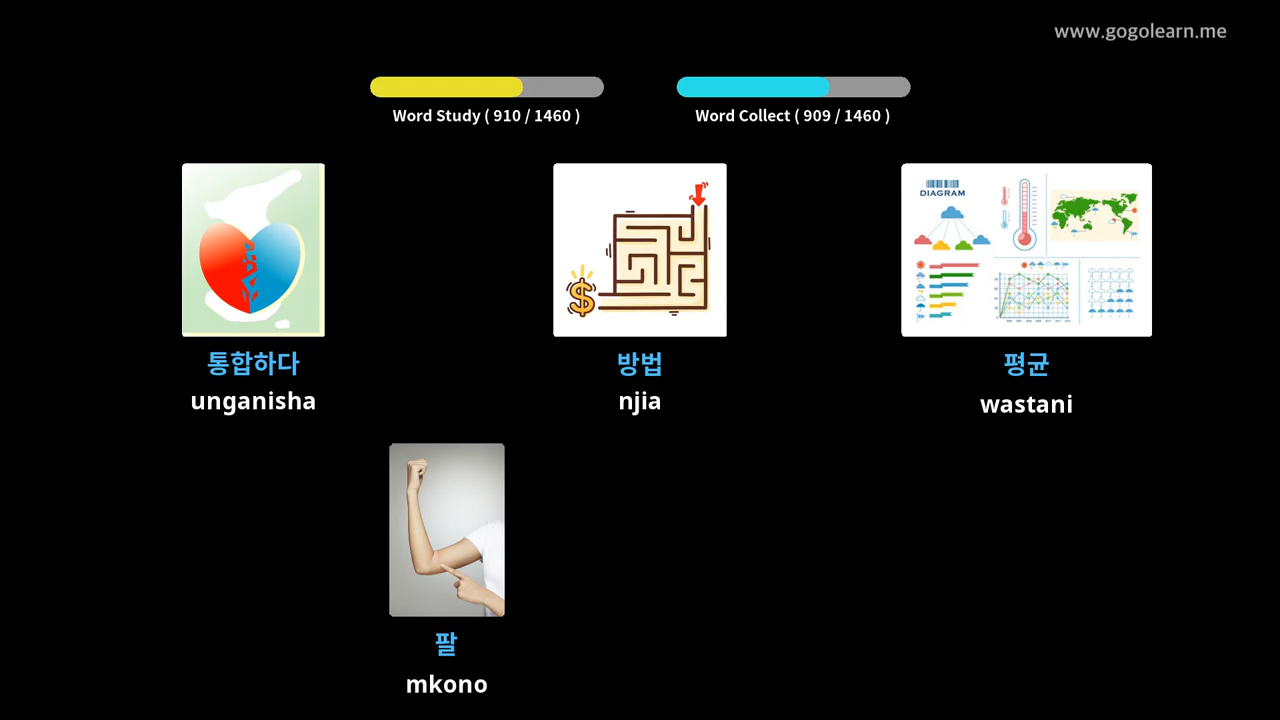 www.gogolearn.me
Word Study ( 910 / 1460 )
Word Collect ( 909 / 1460 )
DIAGRAM
통합하다
unganisha
방법
njia
평균
wastani
팔
mkono